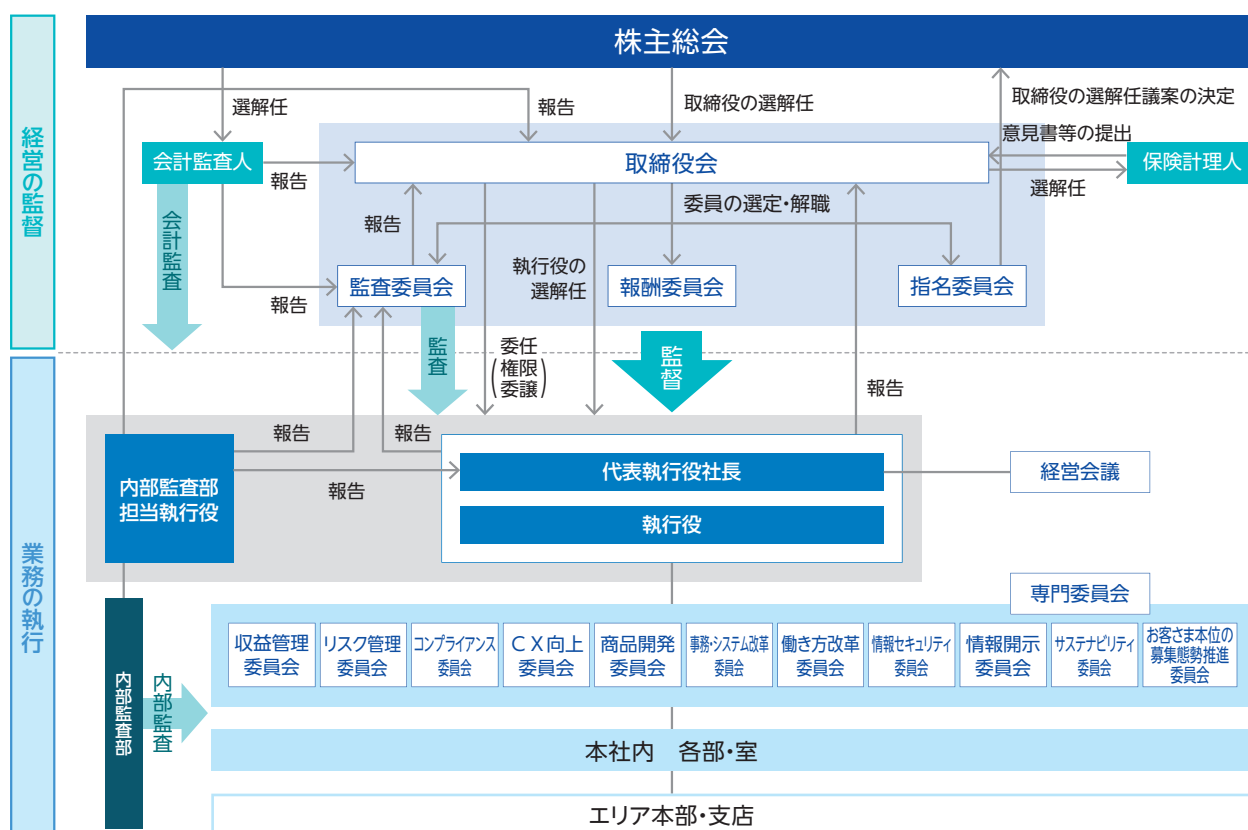 経営の監督
株主総会
選解任
報告
取締役の選解任
取締役の選解任議案の決定
意見書等の提出
会計監査人
報告
取締役会
保険計理人
選解任
会計監査
報告
委員の選定・解職
執行役の
選解任
報告
監査委員会
報酬委員会
指名委員会
監査
委任
(権限
委譲)
監督
報告
業務の執行
報告
報告
内部監査部
担当執行役
報告
代表執行役社長
執行役
経営会議
専門委員会
収益管理
委員会
リスク管理
委員会
コンプライアンス
委員会
CX向上
委員会
商品開発
委員会
事務・システム改革
委員会
働き方改革
委員会
情報セキュリティ
委員会
情報開示
委員会
サステナビリティ
委員会
お客さま本位の
募集態勢推進
委員会
内部監査部
内部監査
本社内 各部・室
エリア本部・支店